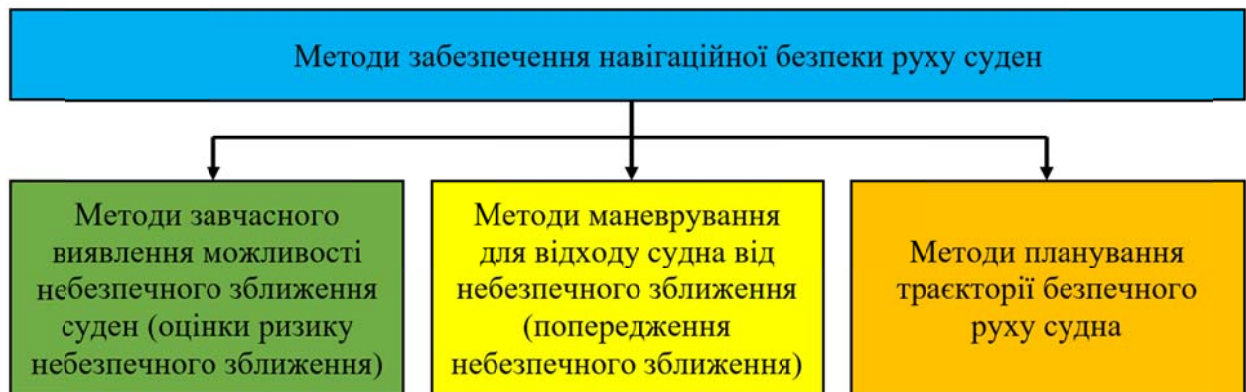 Методи забезпечення навігаційної безпеки руху суден
Методи завчасного
виявлення можливості
небезпечного зближення
суден (оцінки ризику
небезпечного зближення)
Методи маневрування
для відходу судна від
небезпечного зближення
(попередження
небезпечного зближення)
Методи планування
траєкторії безпечного
руху судна